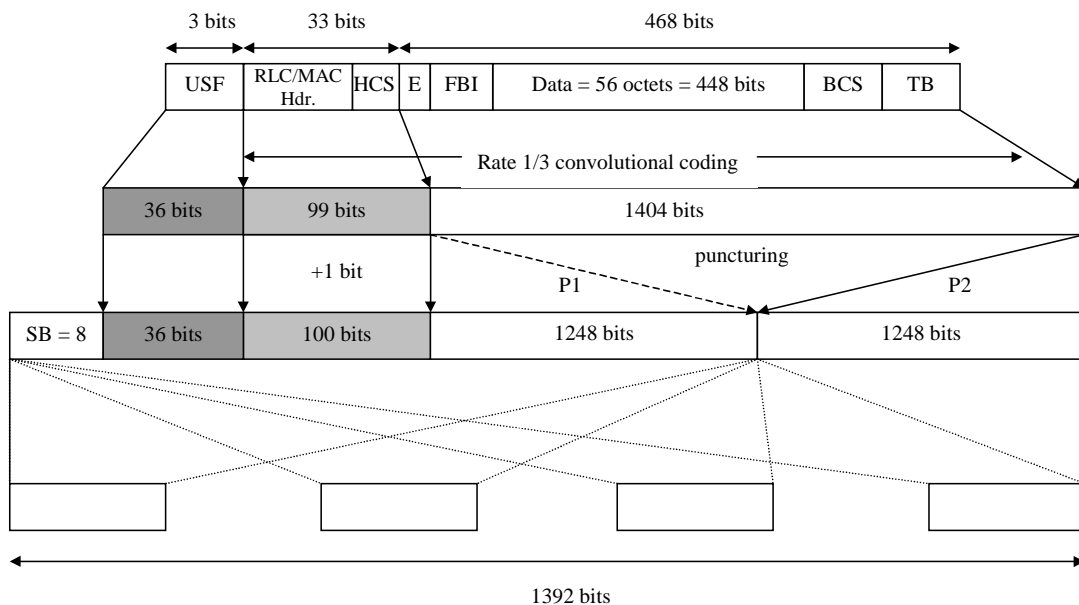 3 bits
33 bits
468 bits
USF
RLC/MAC
Hdr.
HCS
E
FBI
Data = 56 octets = 448 bits
BCS
TB
Rate 1/3 convolutional coding
36 bits
99 bits
1404 bits
+1 bit
puncturing
P1
P2
SB = 8
36 bits
100 bits
1248 bits
1248 bits
1392 bits